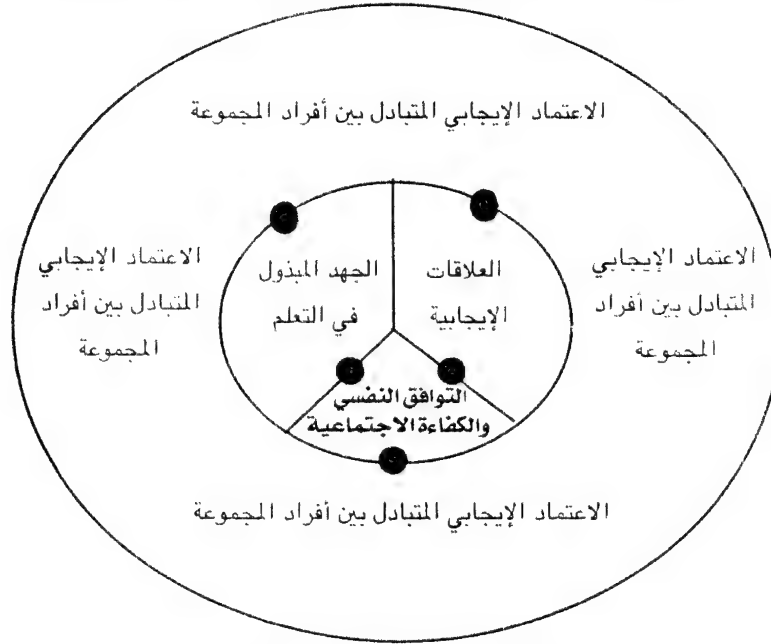 الاعتماد الإيجابي المتبادل بين أفراد المجموعة
الاعتماد الإيجابي
المتبادل بين أفراد
المجموعة
العلاقات
الإيجابية
الجهد المبذول
في التعلم
الاعتماد الإيجابي
المتبادل بين أفراد
المجموعة
التوافق النفسي
والكفاءة الاجتماعية
الاعتماد الإيجابي المتبادل بين أفراد المجموعة